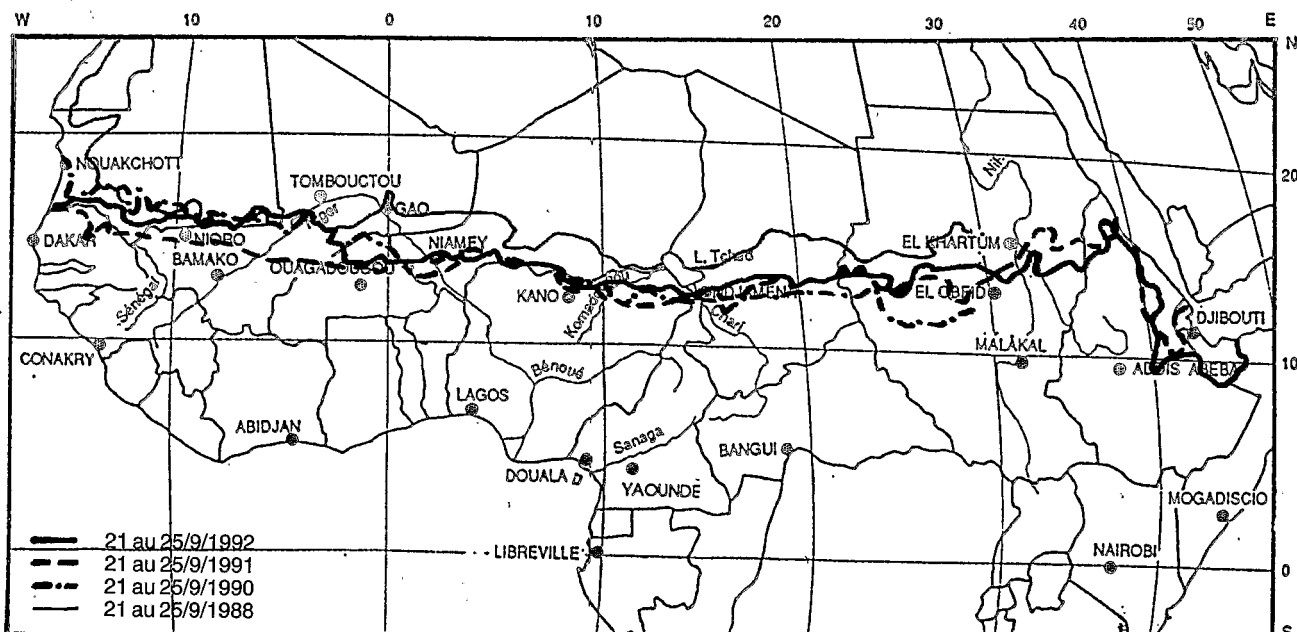 W 10 0 10 20 30 40 50 E
N
NOUAKCHOTT
20
TOMBOUCTOU
Nil
GAO
DAKAR
NIORO
NIAMEY
EL KHARTUM
BAMAKO
L. Tchad
OUAGADOUGOU
KANO
EL OBEID
Sénégal
Chari
DJIBOUTI
MALAKAL
CONAKRY
10
ADDIS ABEBA
Bénoué
LAGOS
ABIDJAN
Sanaga
BANGUI
DOUALA
YAOUNDE
MOGADISCIO
21 au 25/9/1992
LIBREVILLE
NAIROBI
0
21 au 25/9/1991
21 au 25/9/1990
21 au 25/9/1988
S